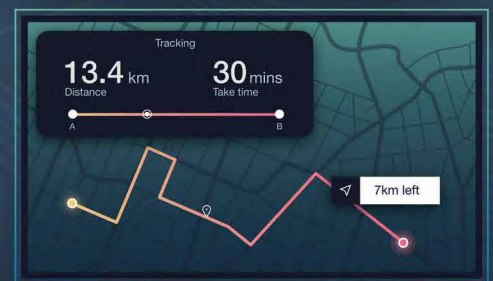 Tracking
13.4 km 30 mins
Distance Take time
A B
7km left